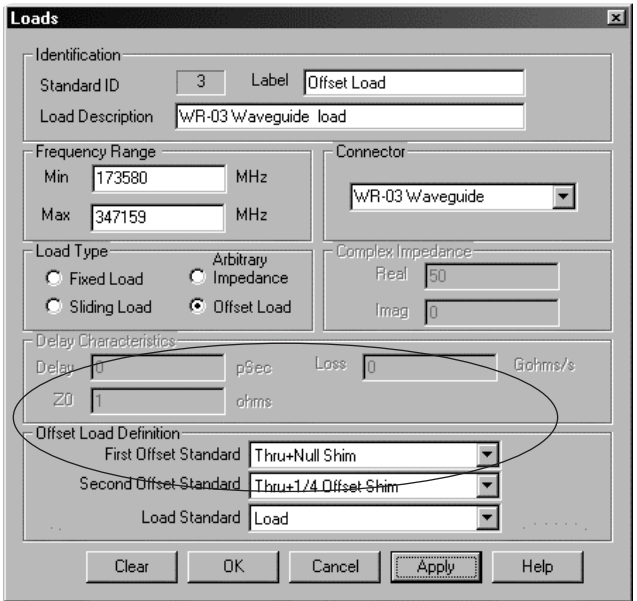 Loads
Identification
Standard ID 3 Label Offset Load
Load Description WR-03 Waveguide load
Frequency Range
Min 173580 MHz
Max 347159 MHz
Connector
WR-03 Waveguide
Load Type
Fixed Load Arbitrary Impedance
Sliding Load Offset Load
Complex Impedance
Real 50
Imag 0
Delay Characteristics
Delay 0 pSec Loss 0 Gohms/s
Z0 1 ohms
Offset Load Definition
First Offset Standard Thru+Null Shim
Second Offset Standard Thru+1/4 Offset Shim
Load Standard Load
Clear OK Cancel Apply Help